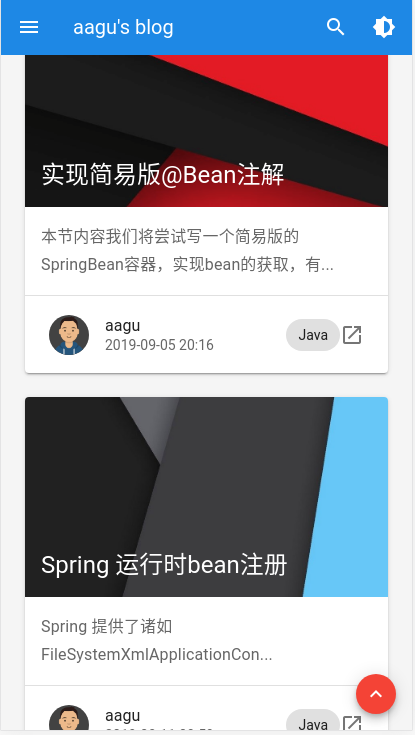 aagu's blog
实现简易版@Bean注解
本节内容我们将尝试写一个简易版的
SpringBean容器，实现bean的获取，有...
aagu
2019-09-05 20:16
Java
Spring 运行时bean注册
Spring 提供了诸如
FileSystemXmlApplicationCon...
aagu
Java